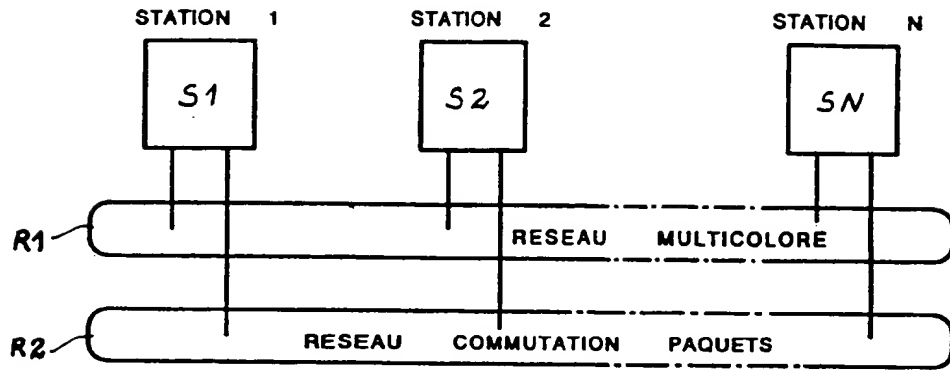 STATION 1 STATION 2 STATION N
S1 S2 SN
R1 RESEAU MULTICOLORE
R2 RESEAU COMMUTATION PAQUETS